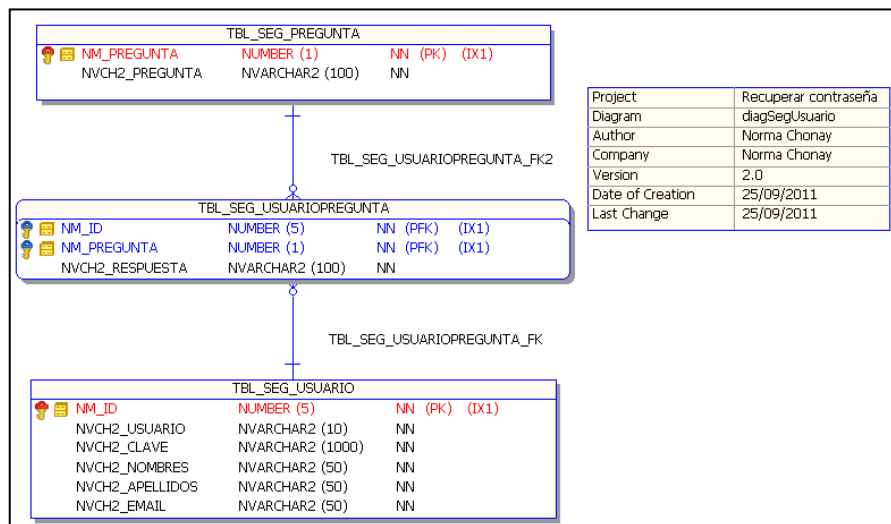 TBL_SEG_PREGUNTA
NM_PREGUNTA NUMBER (1) NN (PK) (IX1)
NVCH2_PREGUNTA NVARCHAR2 (100) NN
TBL_SEG_USUARIOPREGUNTA_FK2
TBL_SEG_USUARIOPREGUNTA
NM_ID NUMBER (5) NN (PFK) (IX1)
NM_PREGUNTA NUMBER (1) NN (PFK) (IX1)
NVCH2_RESPUESTA NVARCHAR2 (100) NN
TBL_SEG_USUARIOPREGUNTA_FK
TBL_SEG_USUARIO
NM_ID NUMBER (5) NN (PK) (IX1)
NVCH2_USUARIO NVARCHAR2 (10) NN
NVCH2_CLAVE NVARCHAR2 (1000) NN
NVCH2_NOMBRES NVARCHAR2 (50) NN
NVCH2_APELLIDOS NVARCHAR2 (50) NN
NVCH2_EMAIL NVARCHAR2 (50) NN
Project Recuperar contraseña
Diagram diagSegUsuario
Author Norma Chonay
Company Norma Chonay
Version 2.0
Date of Creation 25/09/2011
Last Change 25/09/2011